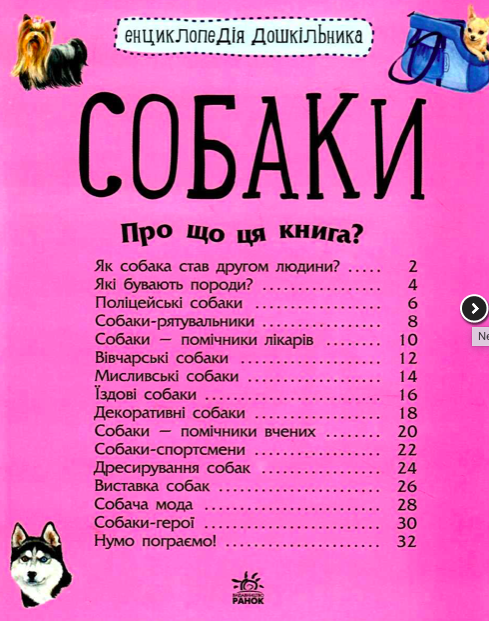 енциклопедія дошкільника
СОБАКИ
Про що ця книга?
Як собака став другом людини? ..... 2
Які бувають породи? ................. 4
Поліцейські собаки .................. 6
Собаки-рятувальники ................. 8
Собаки — помічники лікарів ........ 10
Вівчарські собаки .................... 12
Мисливські собаки ................... 14
Їздові собаки ......................... 16
Декоративні собаки .................. 18
Собаки — помічники вчених ........ 20
Собаки-спортсмени .................. 22
Дресирування собак ................. 24
Виставка собак ....................... 26
Собача мода .......................... 28
Собаки-герої .......................... 30
Нумо пограємо! ...................... 32
Ne
ВИДАВНИЦТВО
РАНОК